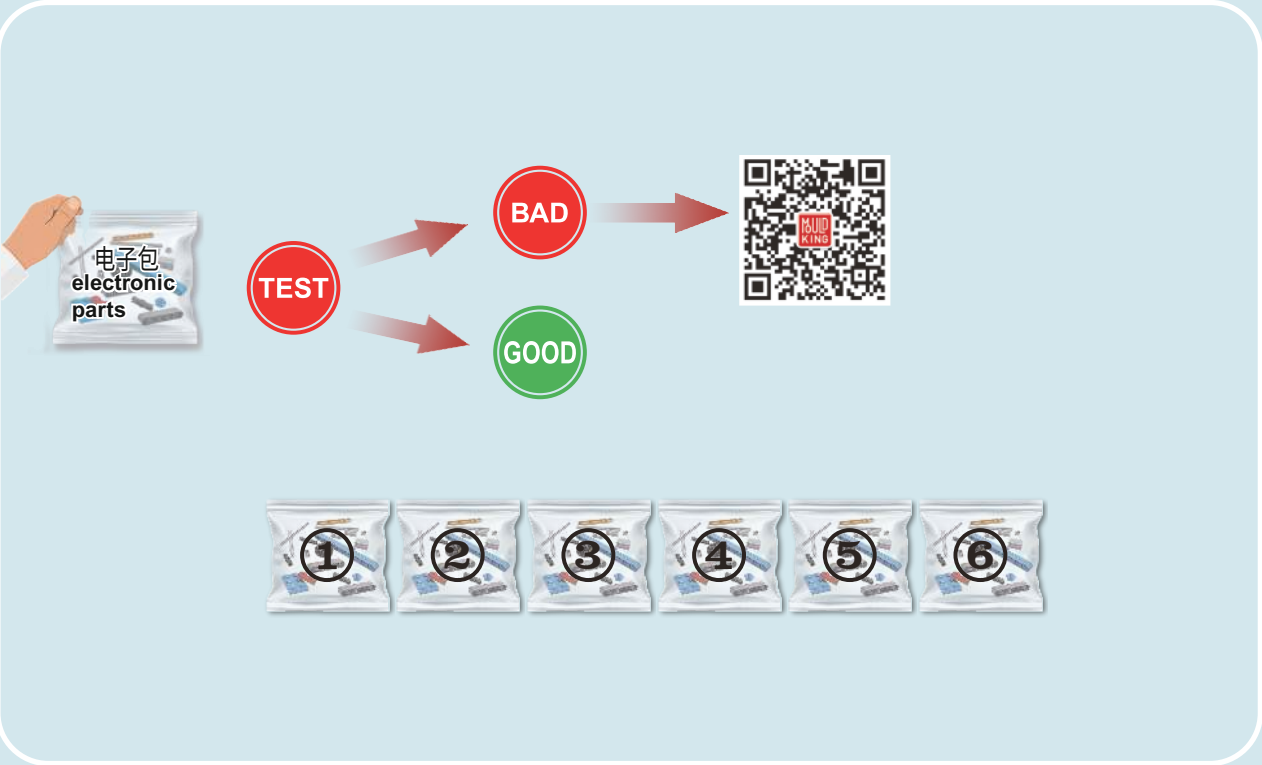 电子包
electronic
parts
TEST
BAD
GOOD
MOULD
KING
1
2
3
4
5
6